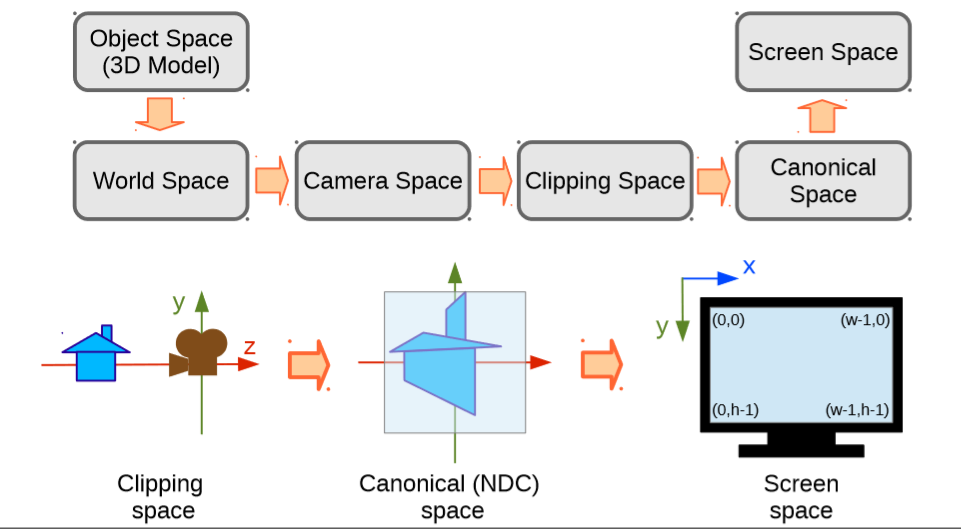 Object Space
(3D Model)
Screen Space
World Space
Camera Space
Clipping Space
Canonical
Space
y
z
x
y
(0,0)
(w-1,0)
(0,h-1)
(w-1,h-1)
Clipping
space
Canonical (NDC)
space
Screen
space